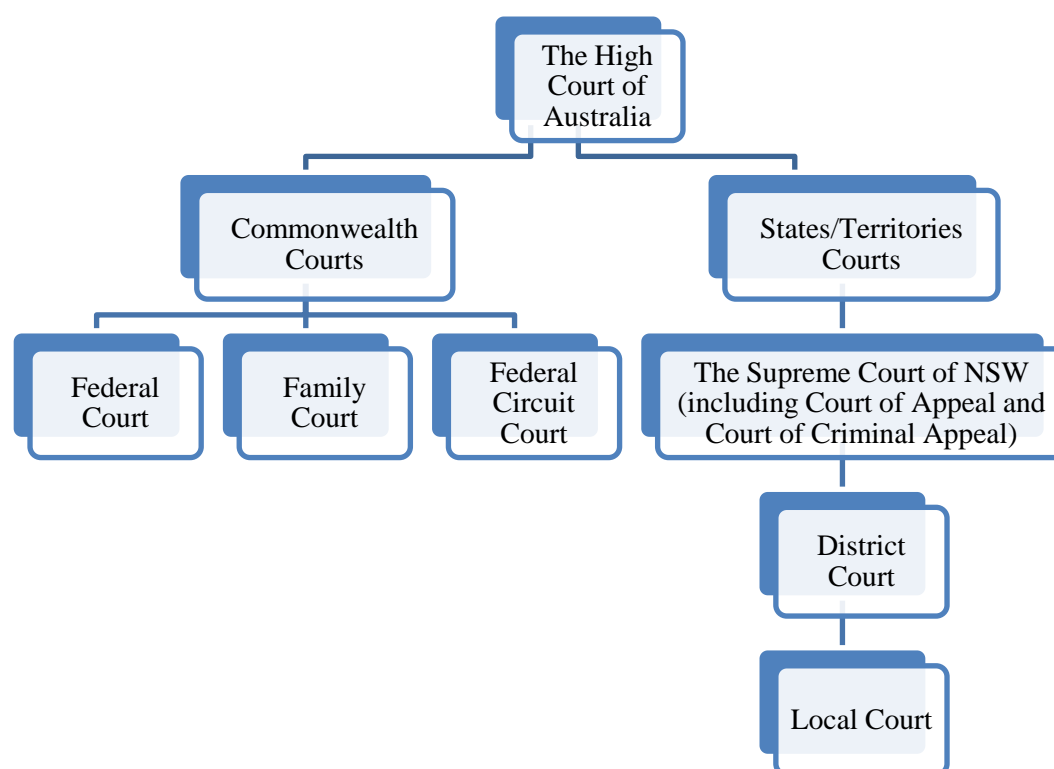 The High
Court of
Australia
Commonwealth
Courts
States/Territories
Courts
Federal
Court
Family
Court
Federal
Circuit
Court
The Supreme Court of NSW
(including Court of Appeal and
Court of Criminal Appeal)
District
Court
Local Court